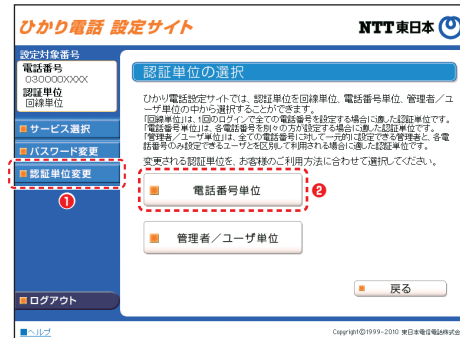 ひかり電話 設定サイト
NTT東日本
設定対象番号
電話番号
030000XXXX
認証単位
回線単位
サービス選択
パスワード変更
認証単位変更
❶
ログアウト
ヘルプ
認証単位の選択
ひかり電話設定サイトでは、認証単位を回線単位、電話番号単位、管理者／ユ
ーザ単位の中から選択することができます。
「回線単位」は、1回のログインで全ての電話番号を設定する場合に適した認証単位です。
「電話番号単位」は、各電話番号を別々の方が設定する場合に適した認証単位です。
「管理者／ユーザ単位」は、全ての電話番号に対して一元的に設定できる管理者と、各電
話番号のみ設定できるユーザとを区別して利用される場合に適した認証単位です。
変更される認証単位を、お客様のご利用方法に合わせて選択してください。
電話番号単位
❷
管理者／ユーザ単位
戻る
Copyright©1999-2010 東日本電信電話株式会